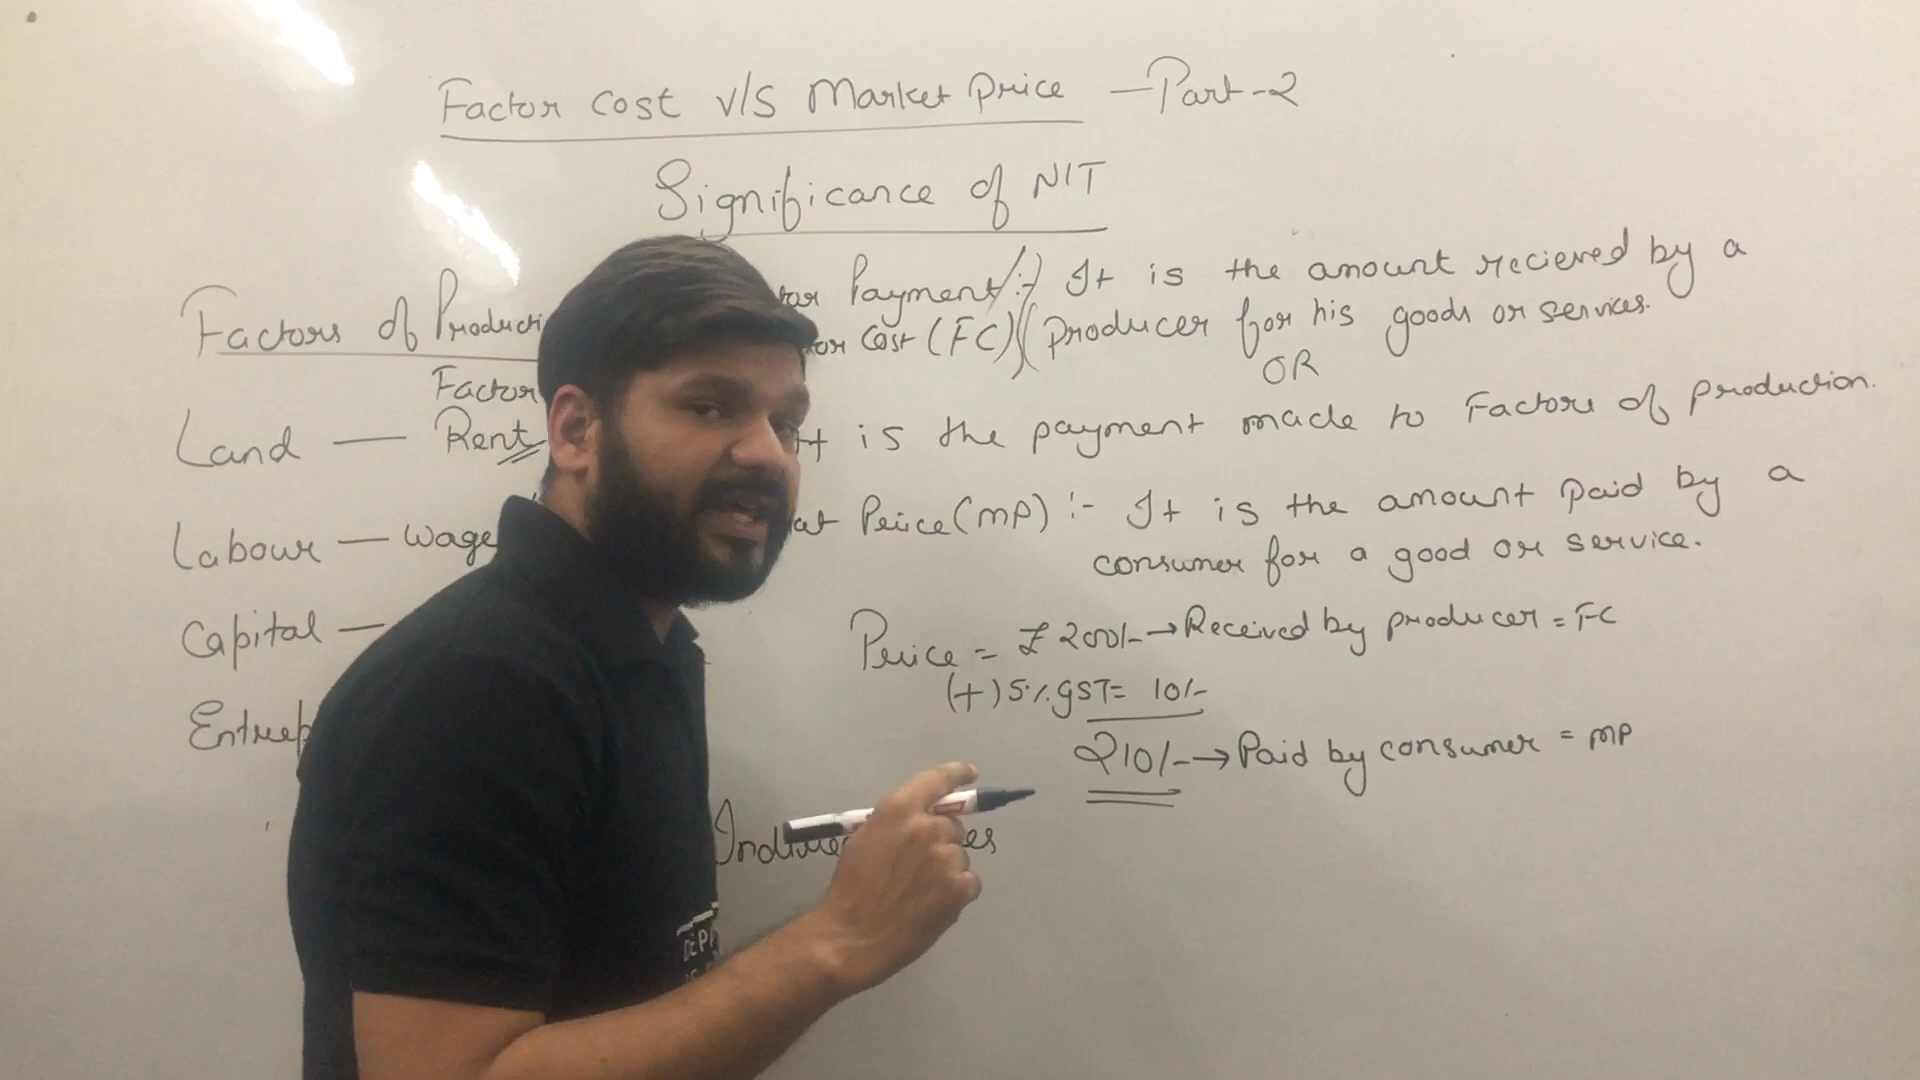 Factor Cost v/s Market Price - Part-2
Significance of NIT
Factors of Producti
Payment/:-) It is the amount recieved by a
Cost (FC) Producer for his goods or services.
OR
Factor
Land — Rent
is the payment made to Factors of production.
Labour — Wage
Price (MP) :- It is the amount paid by a
consumer for a good or service.
Capital —
Price = ₹ 200/- → Received by producer = FC
(+) 5% GST = 10/-
210/- → Paid by consumer = MP